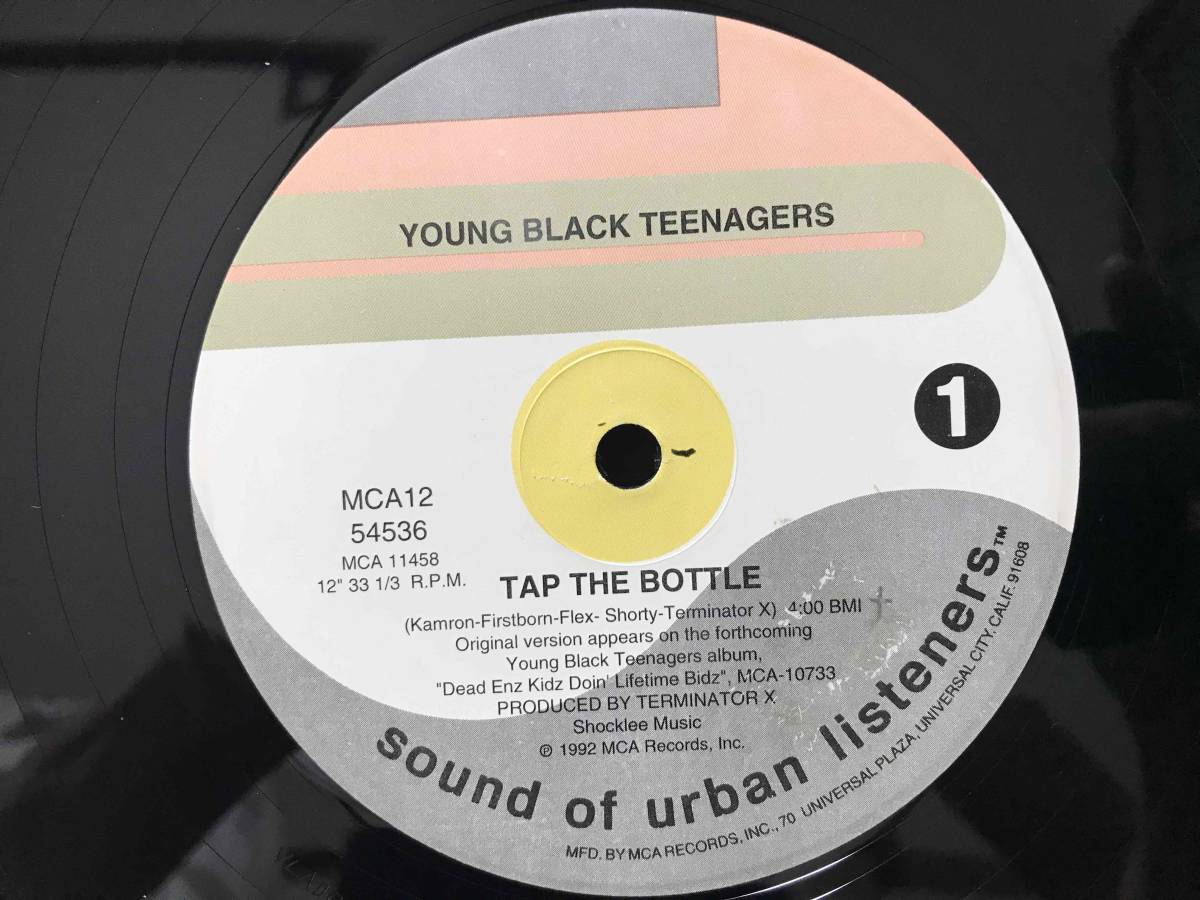 YOUNG BLACK TEENAGERS
1
MCA12
54536
MCA 11458
12" 33 1/3 R.P.M.
TAP THE BOTTLE
(Kamron-Firstborn-Flex- Shorty-Terminator X) 4:00 BMI
Original version appears on the forthcoming
Young Black Teenagers album,
"Dead Enz Kidz Doin' Lifetime Bidz", MCA-10733
PRODUCED BY TERMINATOR X
Shocklee Music
℗ 1992 MCA Records, Inc.
sound of urban listeners™
MFD. BY MCA RECORDS, INC., 70 UNIVERSAL PLAZA, UNIVERSAL CITY, CALIF. 91608